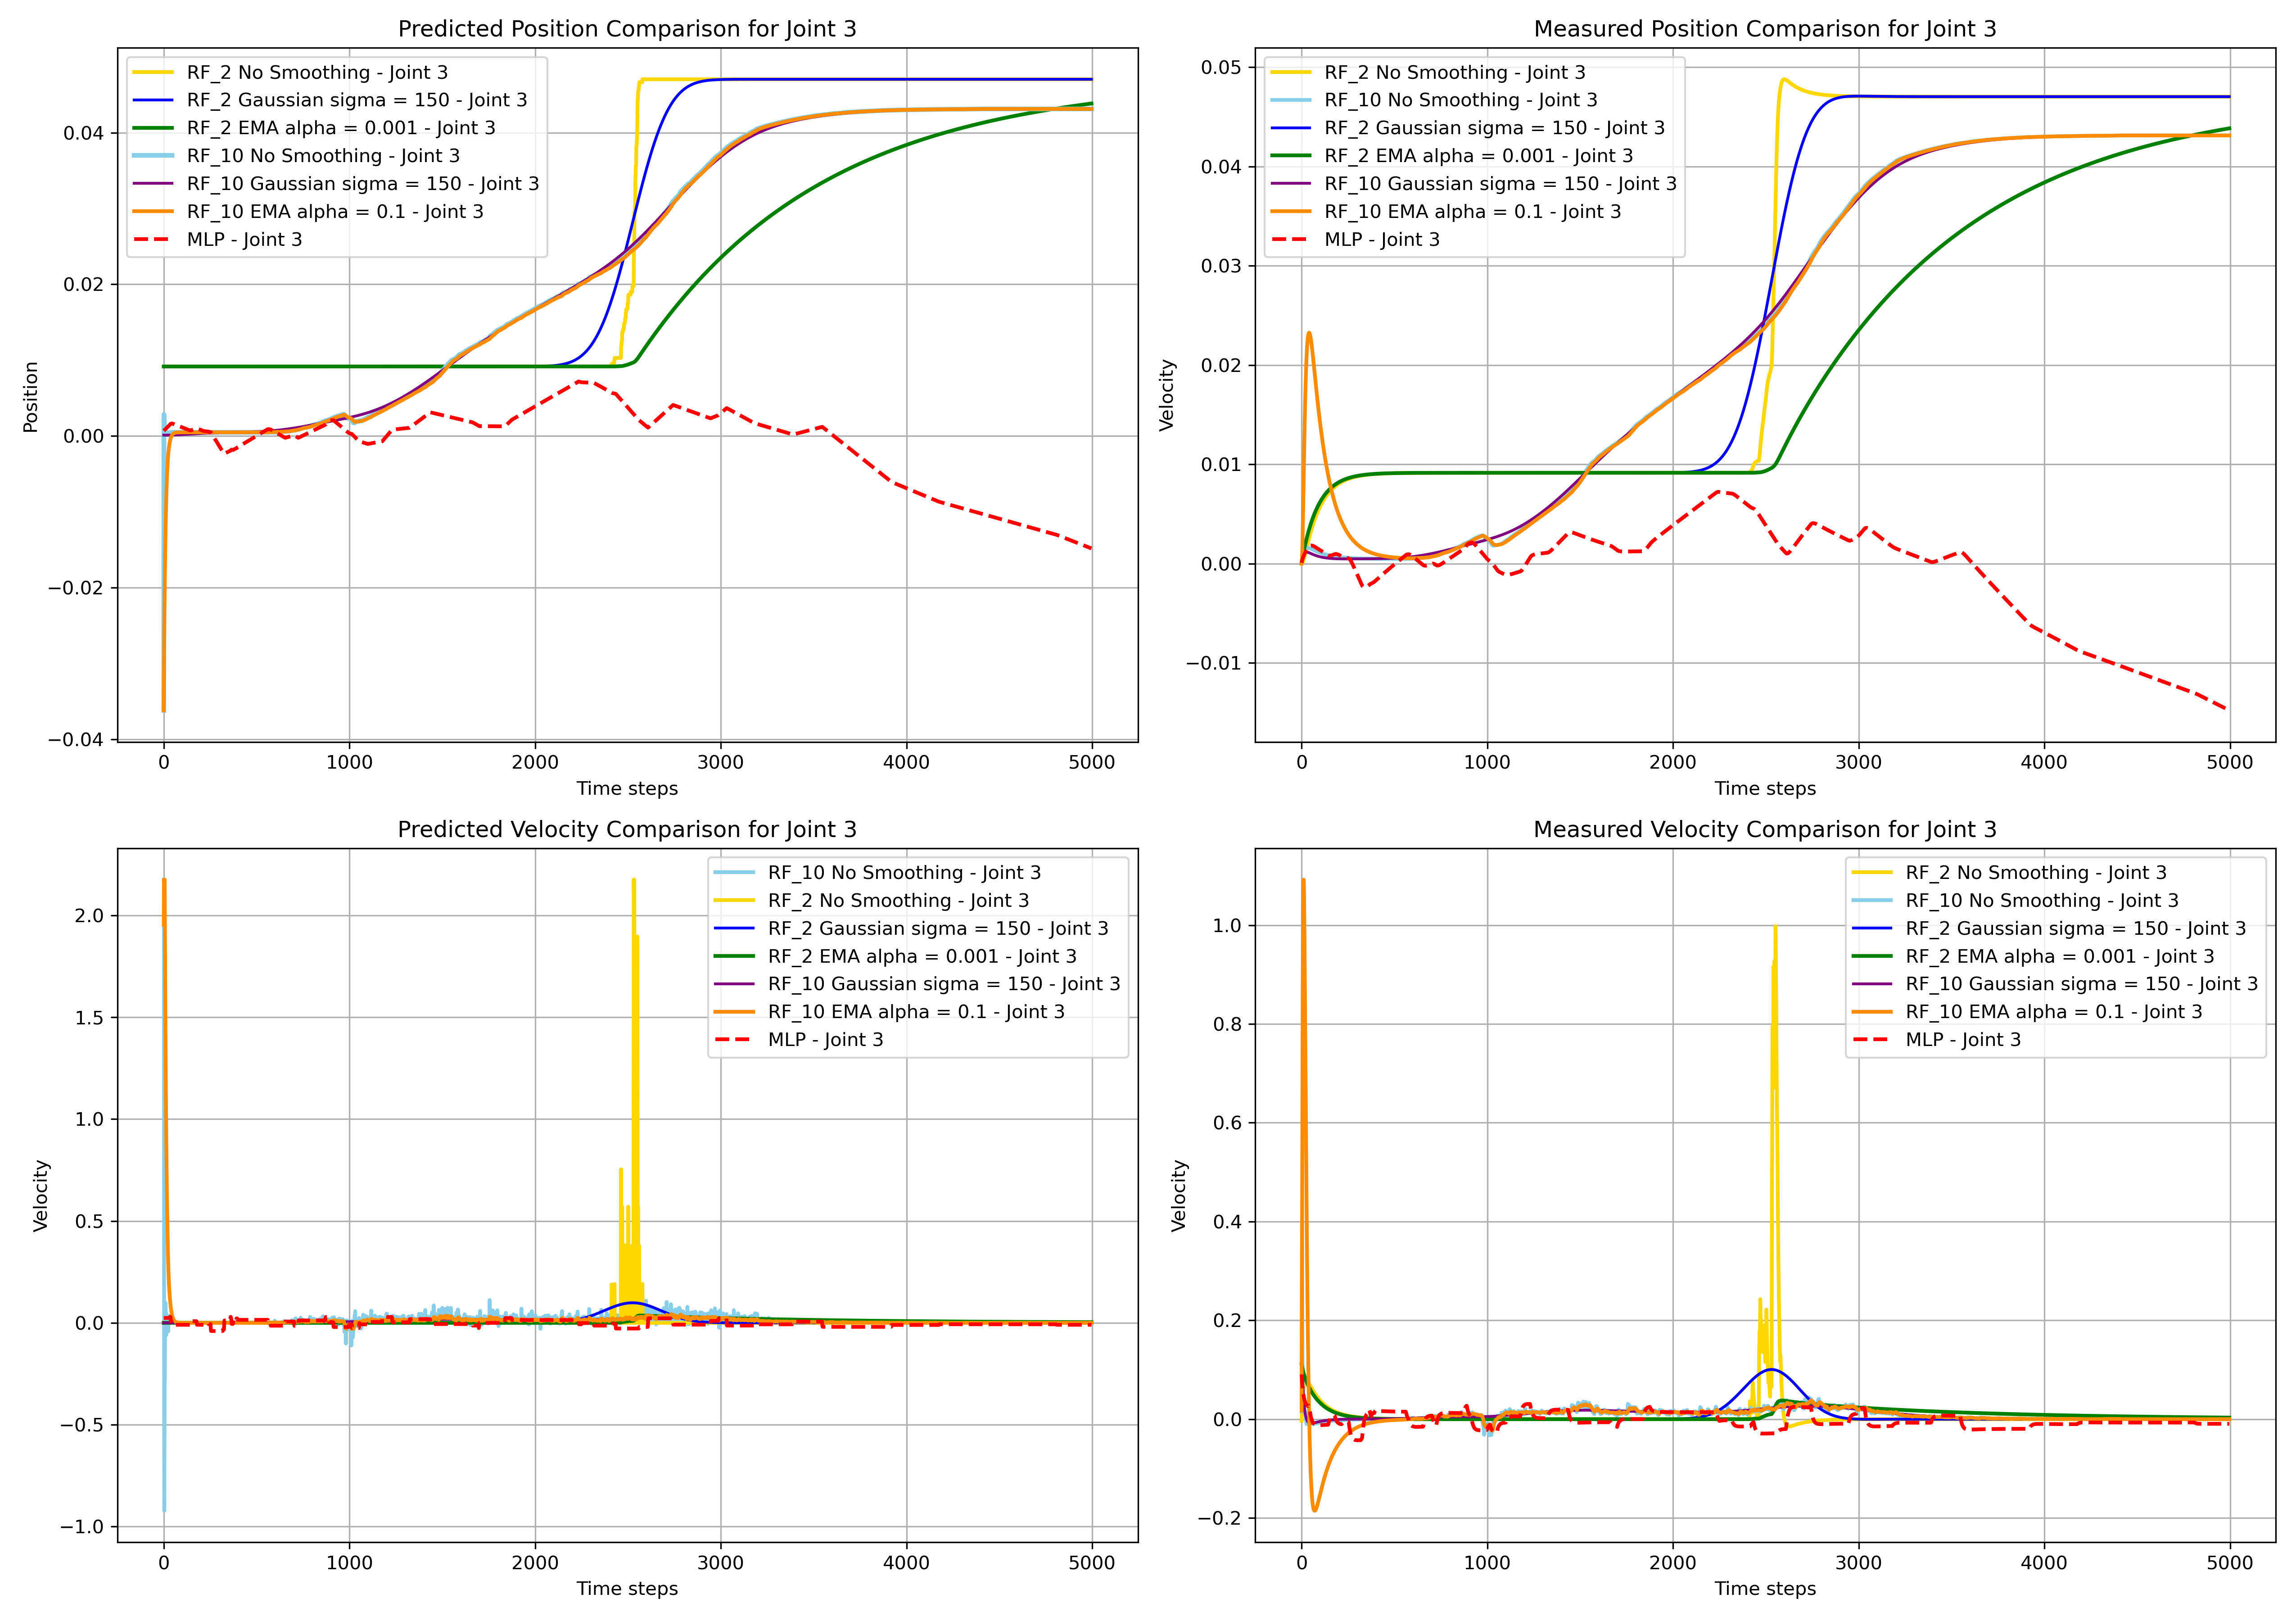 Predicted Position Comparison for Joint 3
RF_2 No Smoothing - Joint 3
RF_2 Gaussian sigma = 150 - Joint 3
RF_2 EMA alpha = 0.001 - Joint 3
RF_10 No Smoothing - Joint 3
RF_10 Gaussian sigma = 150 - Joint 3
RF_10 EMA alpha = 0.1 - Joint 3
MLP - Joint 3
Position
0.04
0.02
0.00
−0.02
−0.04
0 1000 2000 3000 4000 5000
Time steps
Measured Position Comparison for Joint 3
RF_2 No Smoothing - Joint 3
RF_10 No Smoothing - Joint 3
RF_2 Gaussian sigma = 150 - Joint 3
RF_2 EMA alpha = 0.001 - Joint 3
RF_10 Gaussian sigma = 150 - Joint 3
RF_10 EMA alpha = 0.1 - Joint 3
MLP - Joint 3
Velocity
0.05
0.04
0.03
0.02
0.01
0.00
−0.01
0 1000 2000 3000 4000 5000
Time steps
Predicted Velocity Comparison for Joint 3
RF_10 No Smoothing - Joint 3
RF_2 No Smoothing - Joint 3
RF_2 Gaussian sigma = 150 - Joint 3
RF_2 EMA alpha = 0.001 - Joint 3
RF_10 Gaussian sigma = 150 - Joint 3
RF_10 EMA alpha = 0.1 - Joint 3
MLP - Joint 3
Velocity
2.0
1.5
1.0
0.5
0.0
−0.5
−1.0
0 1000 2000 3000 4000 5000
Time steps
Measured Velocity Comparison for Joint 3
RF_2 No Smoothing - Joint 3
RF_10 No Smoothing - Joint 3
RF_2 Gaussian sigma = 150 - Joint 3
RF_2 EMA alpha = 0.001 - Joint 3
RF_10 Gaussian sigma = 150 - Joint 3
RF_10 EMA alpha = 0.1 - Joint 3
MLP - Joint 3
Velocity
1.0
0.8
0.6
0.4
0.2
0.0
−0.2
0 1000 2000 3000 4000 5000
Time steps